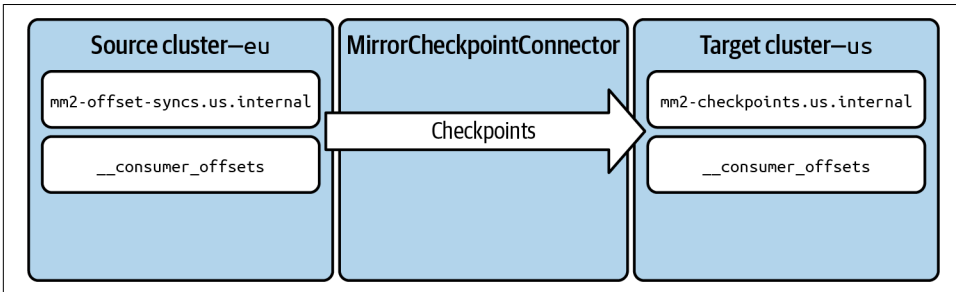 Source cluster—eu
mm2-offset-syncs.us.internal
__consumer_offsets
MirrorCheckpointConnector
Checkpoints
Target cluster—us
mm2-checkpoints.us.internal
__consumer_offsets